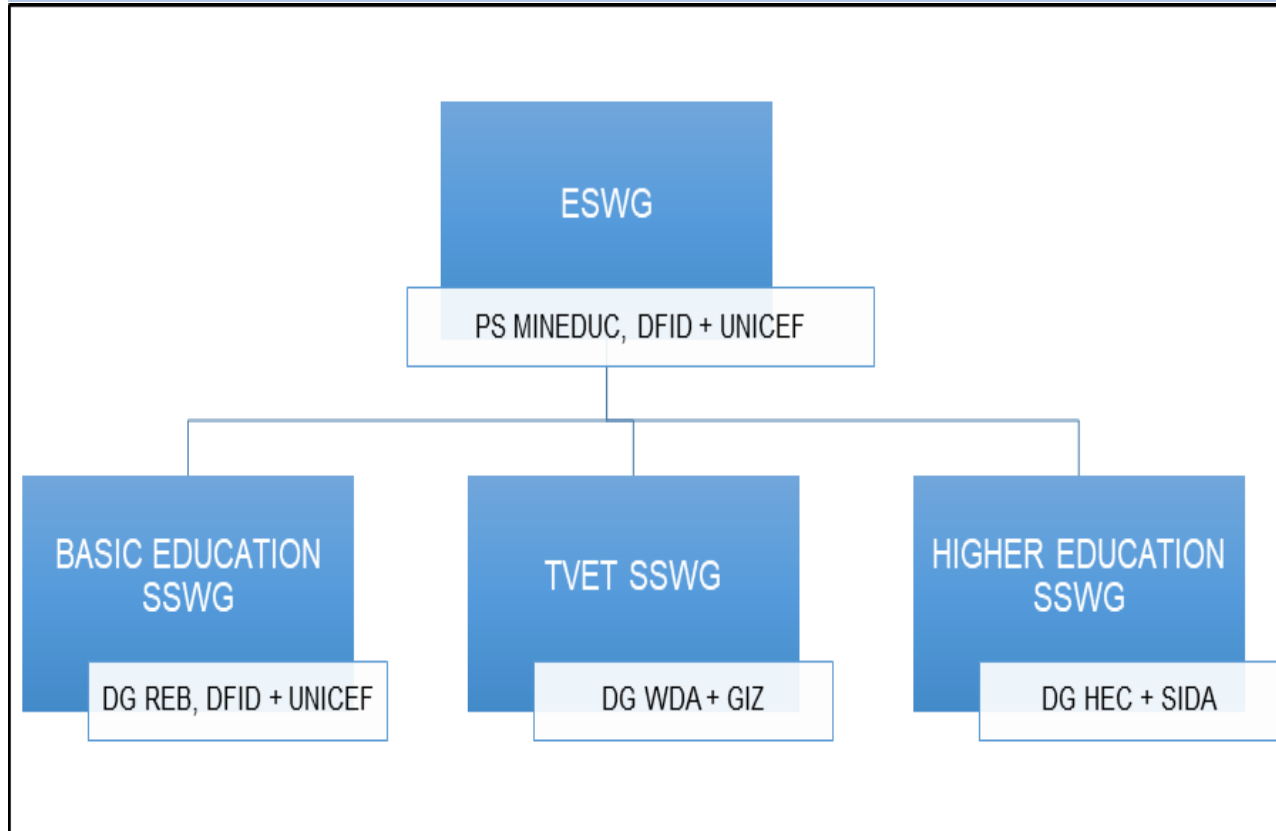 ESWG
PS MINEDUC, DFID + UNICEF
BASIC EDUCATION
SSWG
DG REB, DFID + UNICEF
TVET SSWG
DG WDA + GIZ
HIGHER EDUCATION
SSWG
DG HEC + SIDA